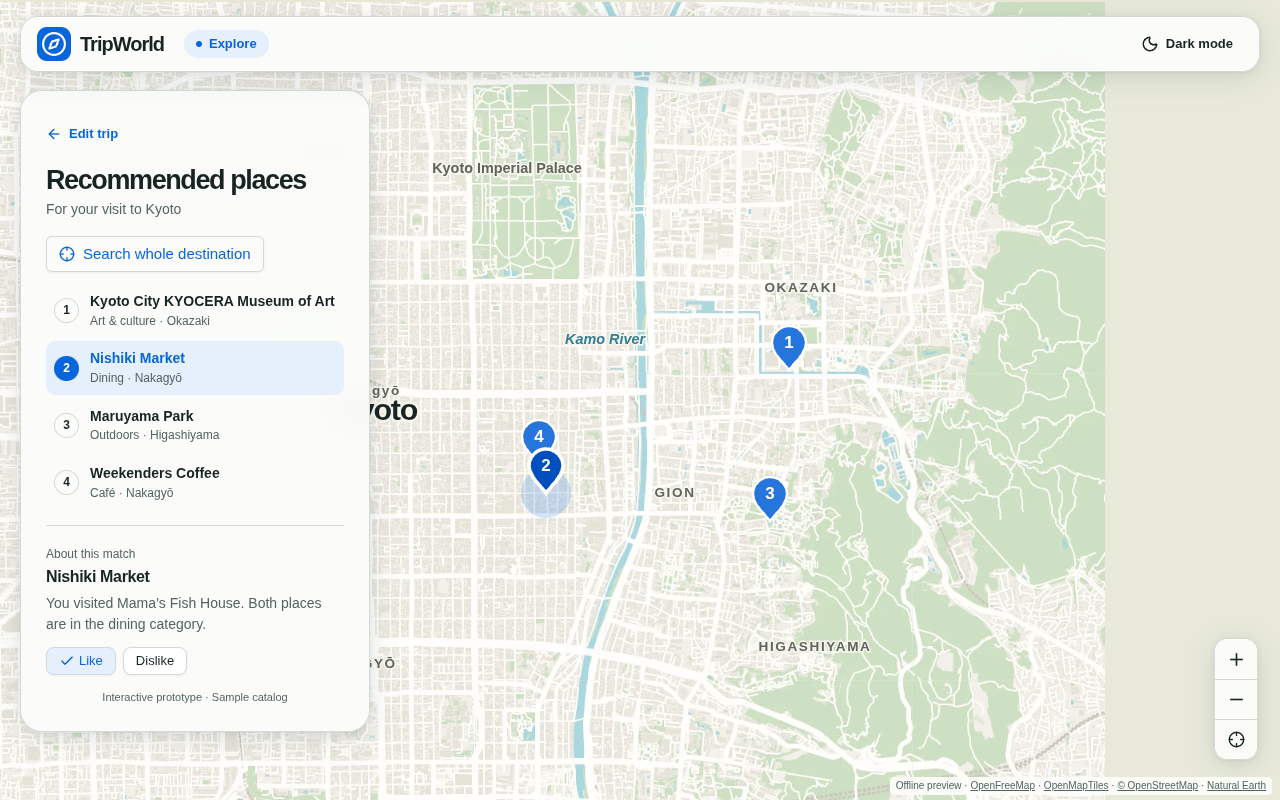 TripWorld
Explore
Dark mode
Edit trip
Recommended places
For your visit to Kyoto
Search whole destination
1
Kyoto City KYOCERA Museum of Art
Art & culture · Okazaki
2
Nishiki Market
Dining · Nakagyō
3
Maruyama Park
Outdoors · Higashiyama
4
Weekenders Coffee
Café · Nakagyō
About this match
Nishiki Market
You visited Mama's Fish House. Both places
are in the dining category.
Like
Dislike
Interactive prototype · Sample catalog
Kyoto Imperial Palace
OKAZAKI
Kamo River
1
gyō
yoto
4
2
GION
3
HIGASHIYAMA
GYŌ
Offline preview · OpenFreeMap · OpenMapTiles · © OpenStreetMap · Natural Earth